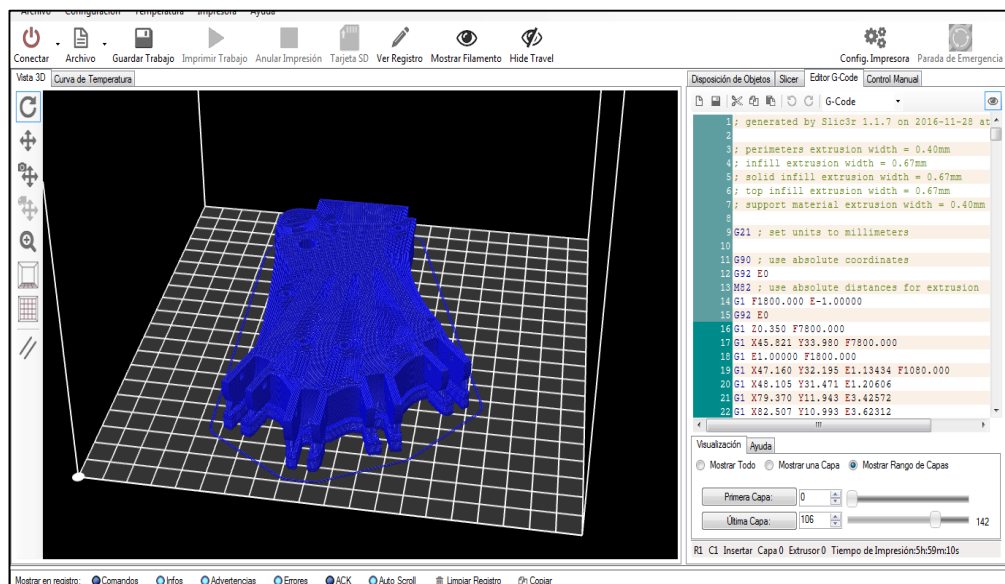 Archivo Configuración Temperatura Impresora Ayuda
Conectar Archivo Guardar Trabajo Imprimir Trabajo Anular Impresión Tarjeta SD Ver Registro Mostrar Filamento Hide Travel Config. Impresora Parada de Emergencia
Vista 3D Curva de Temperatura
Disposición de Objetos Slicer Editor G-Code Control Manual
G-Code
1 ; generated by Slic3r 1.1.7 on 2016-11-28 at
2
3 ; perimeters extrusion width = 0.40mm
4 ; infill extrusion width = 0.67mm
5 ; solid infill extrusion width = 0.67mm
6 ; top infill extrusion width = 0.67mm
7 ; support material extrusion width = 0.40mm
8
9 G21 ; set units to millimeters
10
11 G90 ; use absolute coordinates
12 G92 E0
13 M82 ; use absolute distances for extrusion
14 G1 F1800.000 E-1.00000
15 G92 E0
16 G1 Z0.350 F7800.000
17 G1 X45.821 Y33.980 F7800.000
18 G1 E1.00000 F1800.000
19 G1 X47.160 Y32.195 E1.13434 F1080.000
20 G1 X48.105 Y31.471 E1.20606
21 G1 X79.370 Y11.943 E3.42572
22 G1 X82.507 Y10.993 E3.62312
Visualización Ayuda
Mostrar Todo Mostrar una Capa Mostrar Rango de Capas
Primera Capa: 0
Última Capa: 106 142
R1 C1 Insertar Capa 0 Extrusor 0 Tiempo de Impresión:5h:59m:10s
Mostrar en registro: Comandos Infos Advertencias Errores ACK Auto Scroll Limpiar Registro Copiar